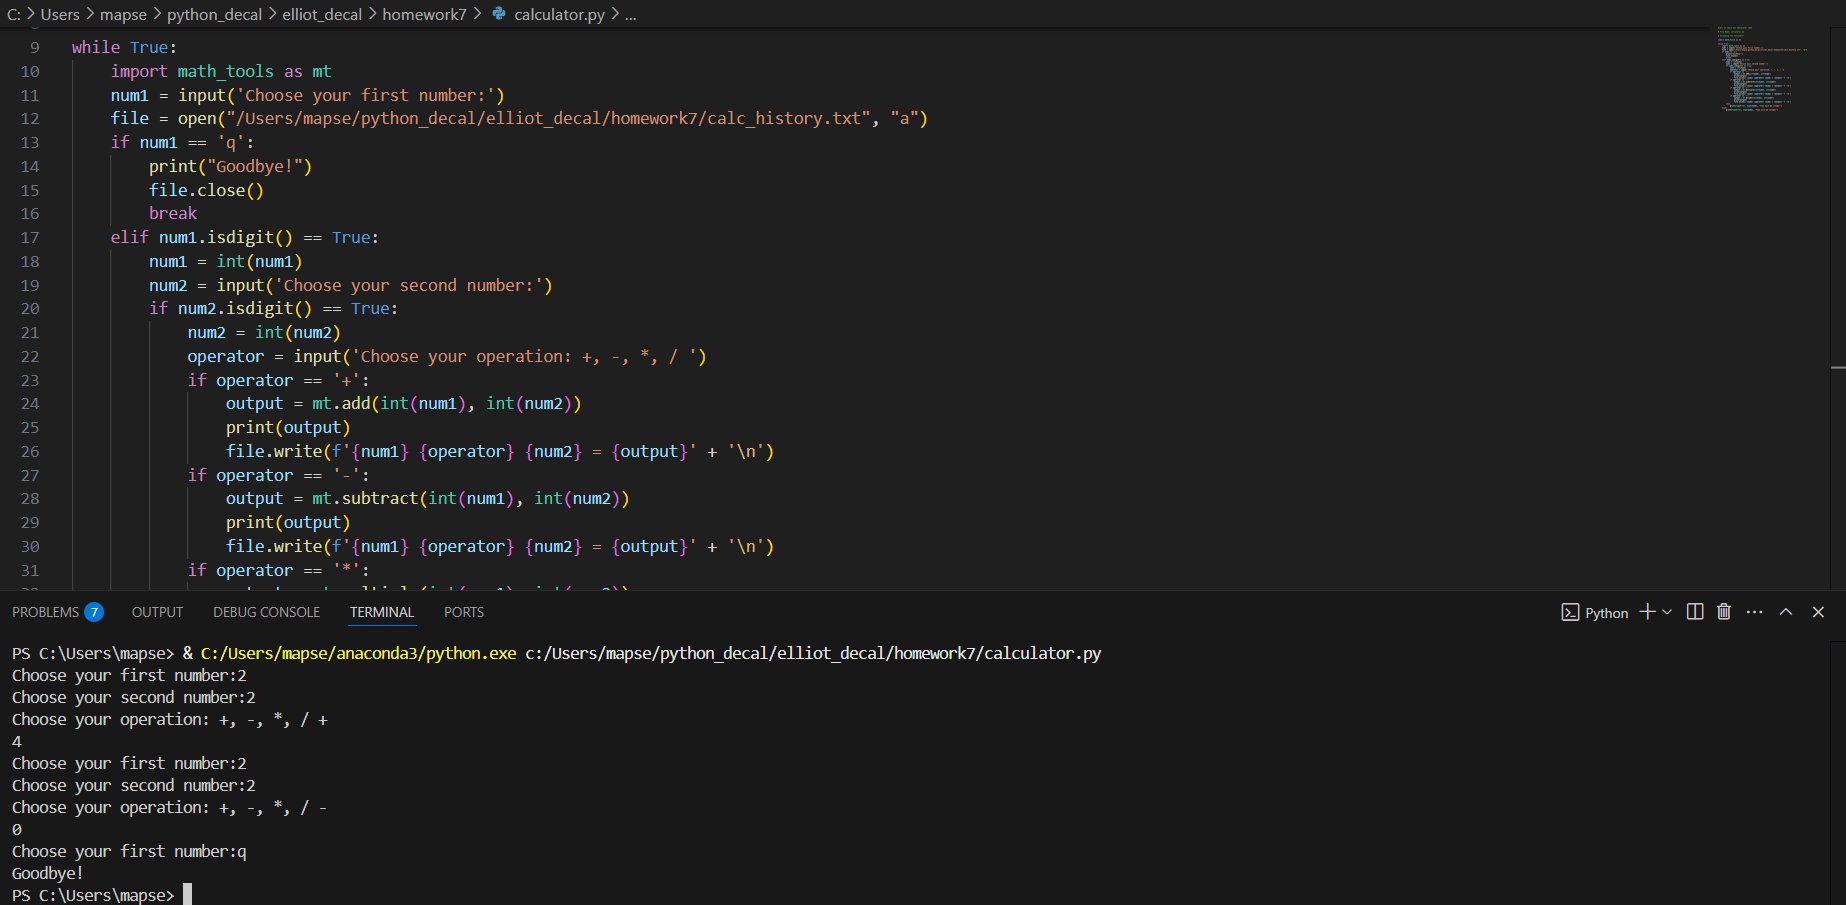 C: > Users > mapse > python_decal > elliot_decal > homework7 > calculator.py > ...
9 while True:
10     import math_tools as mt
11     num1 = input('Choose your first number:')
12     file = open("/Users/mapse/python_decal/elliot_decal/homework7/calc_history.txt", "a")
13     if num1 == 'q':
14         print("Goodbye!")
15         file.close()
16         break
17     elif num1.isdigit() == True:
18         num1 = int(num1)
19         num2 = input('Choose your second number:')
20         if num2.isdigit() == True:
21             num2 = int(num2)
22             operator = input('Choose your operation: +, -, *, / ')
23             if operator == '+':
24                 output = mt.add(int(num1), int(num2))
25                 print(output)
26                 file.write(f'{num1} {operator} {num2} = {output}' + '\n')
27             if operator == '-':
28                 output = mt.subtract(int(num1), int(num2))
29                 print(output)
30                 file.write(f'{num1} {operator} {num2} = {output}' + '\n')
31             if operator == '*':
PROBLEMS 7 OUTPUT DEBUG CONSOLE TERMINAL PORTS Python
PS C:\Users\mapse> & C:/Users/mapse/anaconda3/python.exe c:/Users/mapse/python_decal/elliot_decal/homework7/calculator.py
Choose your first number:2
Choose your second number:2
Choose your operation: +, -, *, / +
4
Choose your first number:2
Choose your second number:2
Choose your operation: +, -, *, / -
0
Choose your first number:q
Goodbye!
PS C:\Users\mapse>